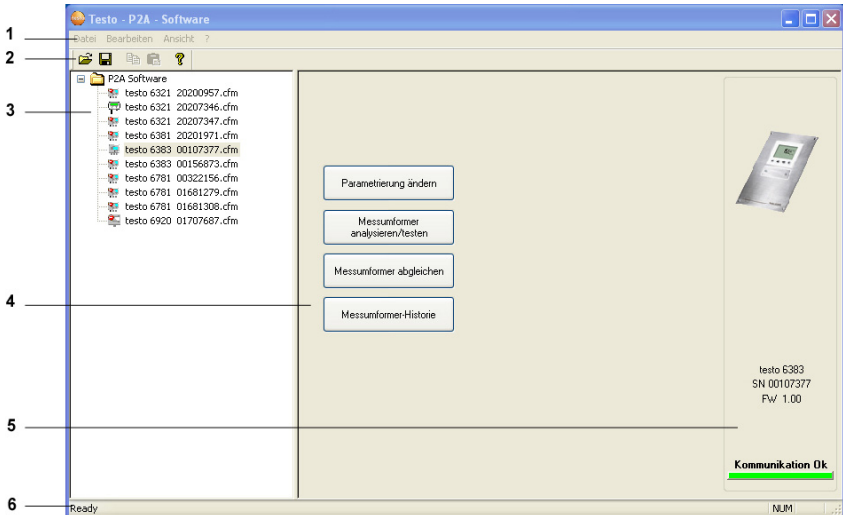 Testo - P2A - Software
1
Datei Bearbeiten Ansicht ?
2
P2A Software
testo 6321 20200957.cfm
3
testo 6321 20207346.cfm
testo 6321 20207347.cfm
testo 6381 20201971.cfm
testo 6383 00107377.cfm
testo 6383 00156873.cfm
testo 6781 00322156.cfm
testo 6781 01681279.cfm
testo 6781 01681308.cfm
testo 6920 01707687.cfm
Parametrierung ändern
Messumformer
analysieren/testen
Messumformer abgleichen
4
Messumformer-Historie
testo 6383
SN 00107377
FW 1.00
5
Kommunikation Ok
6
Ready
NUM